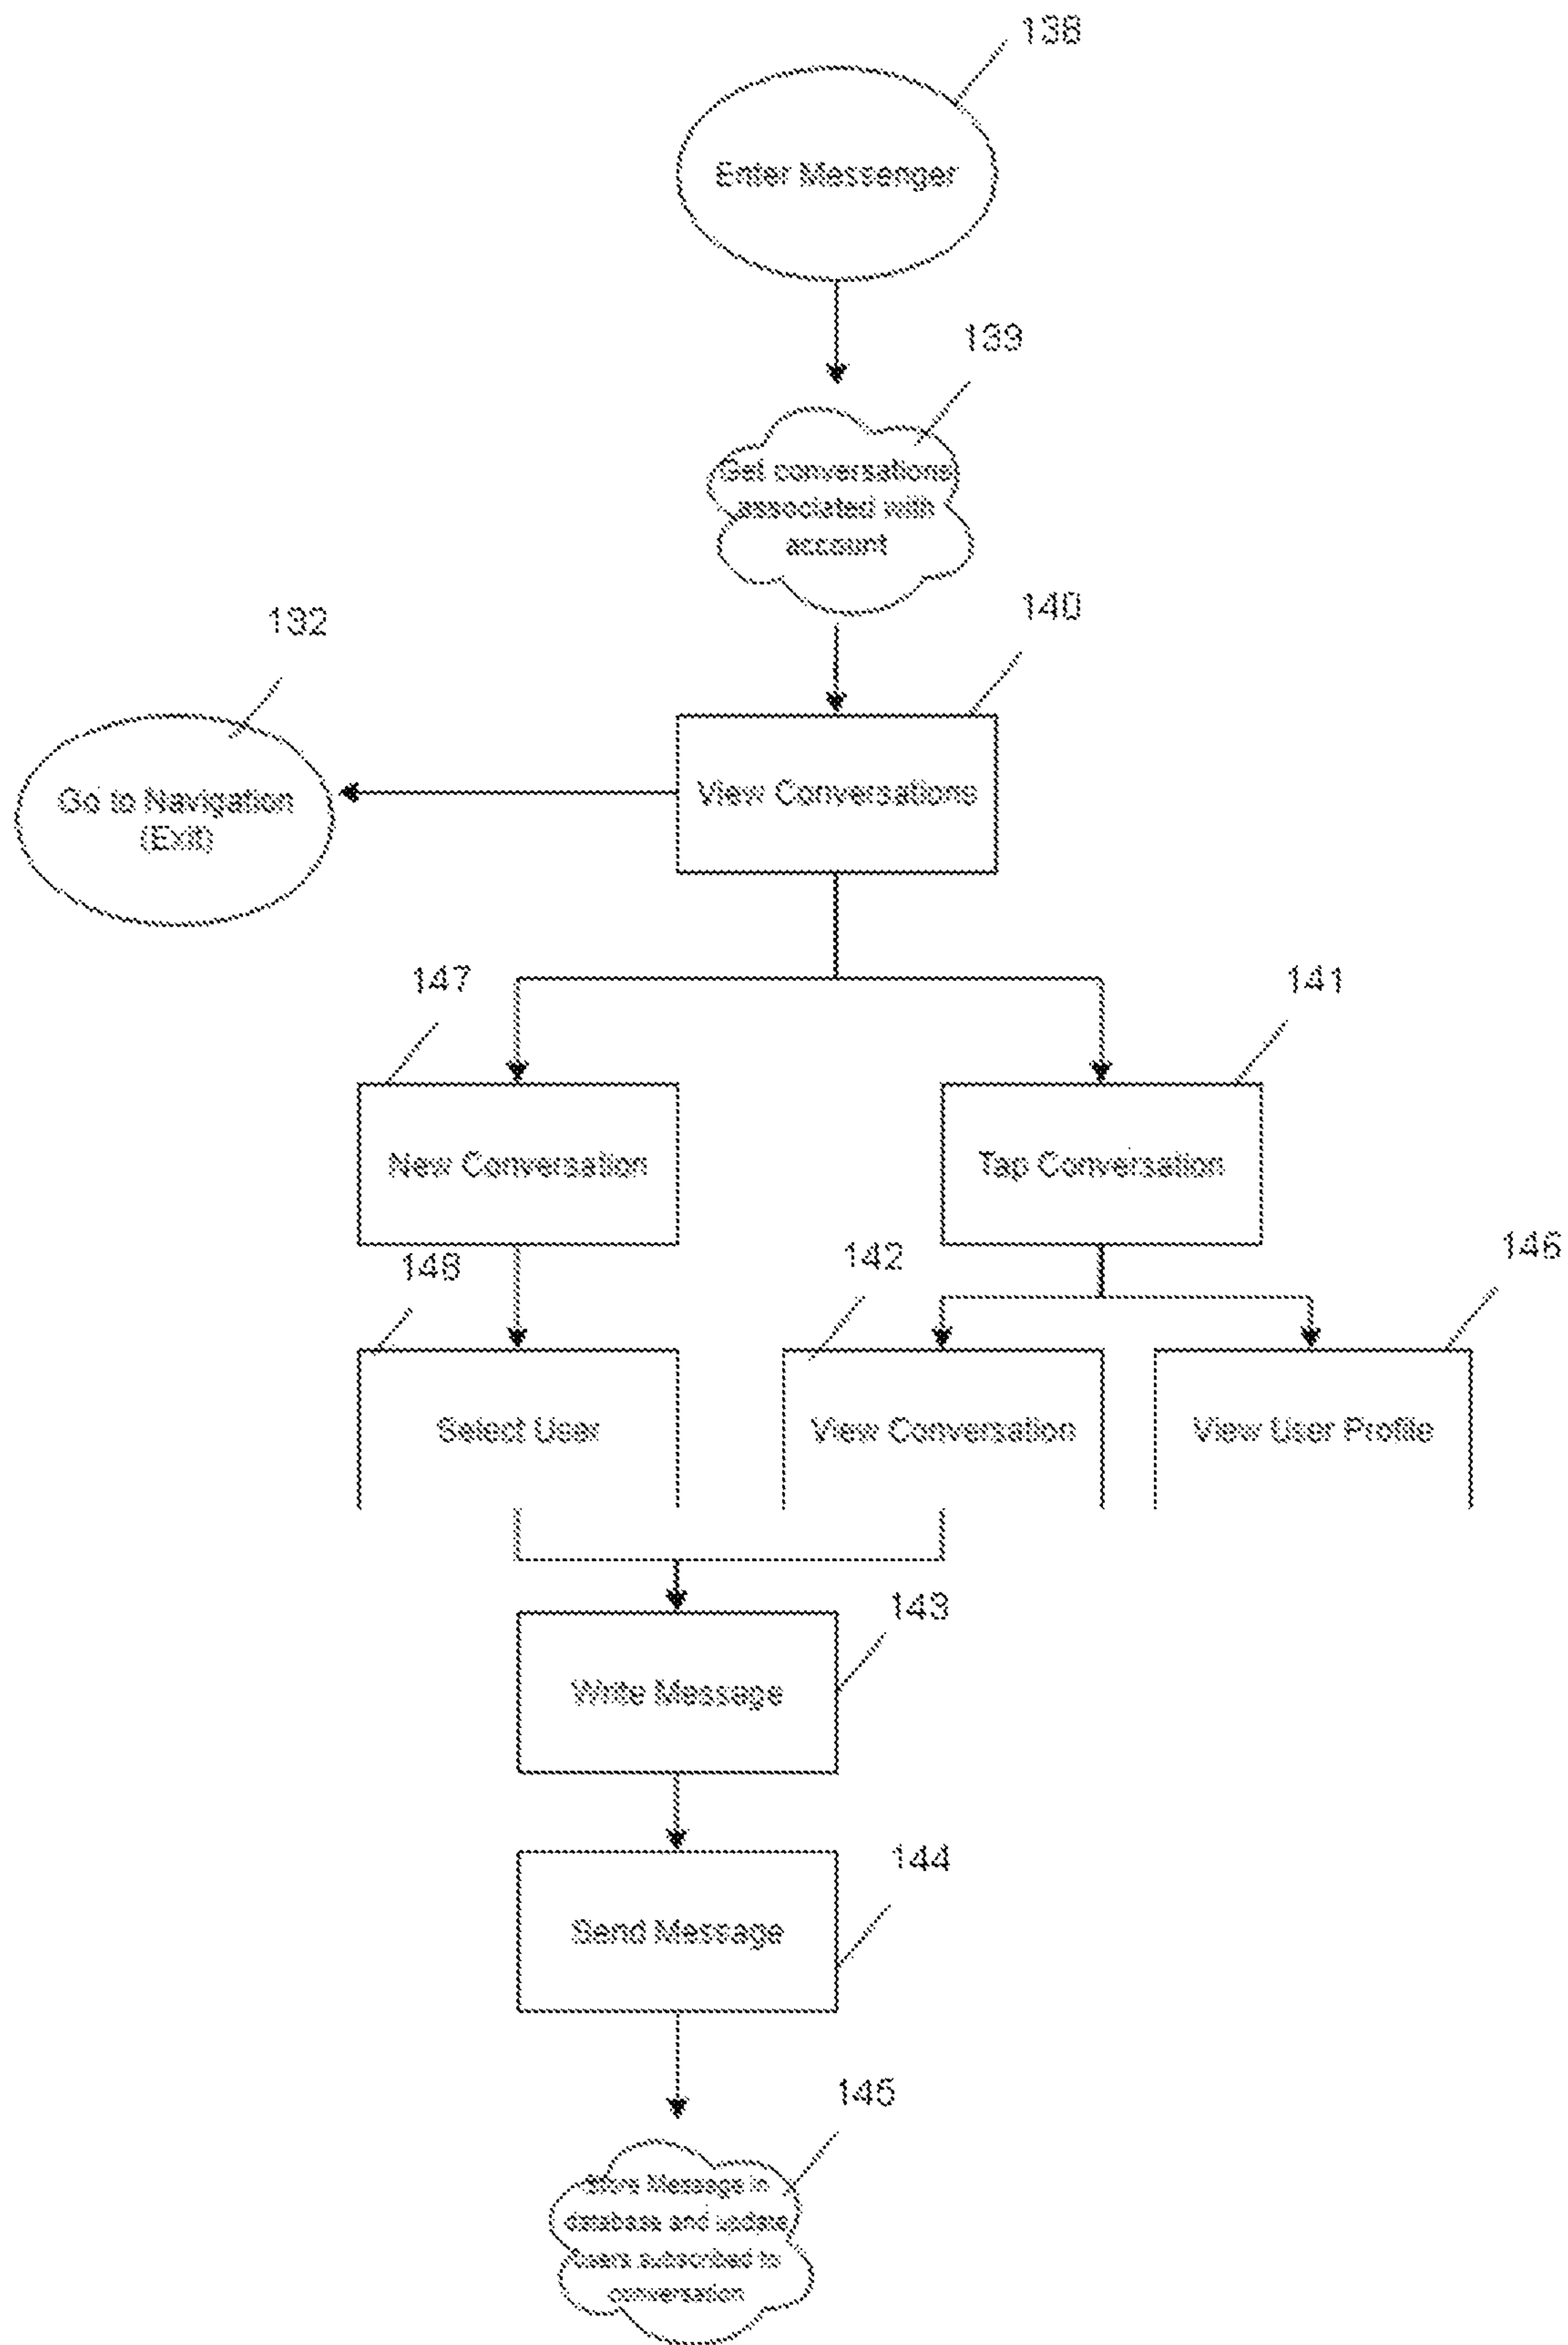 138
Enter Messenger
139
Get conversations
associated with
account
140
132
View Conversations
Go to Navigation
(Exit)
147
141
New Conversation
Tap Conversation
148
142
146
Select User
View Conversation
View User Profile
143
Write Message
144
Send Message
145
Store Message in
database and update
users subscribed to
conversation